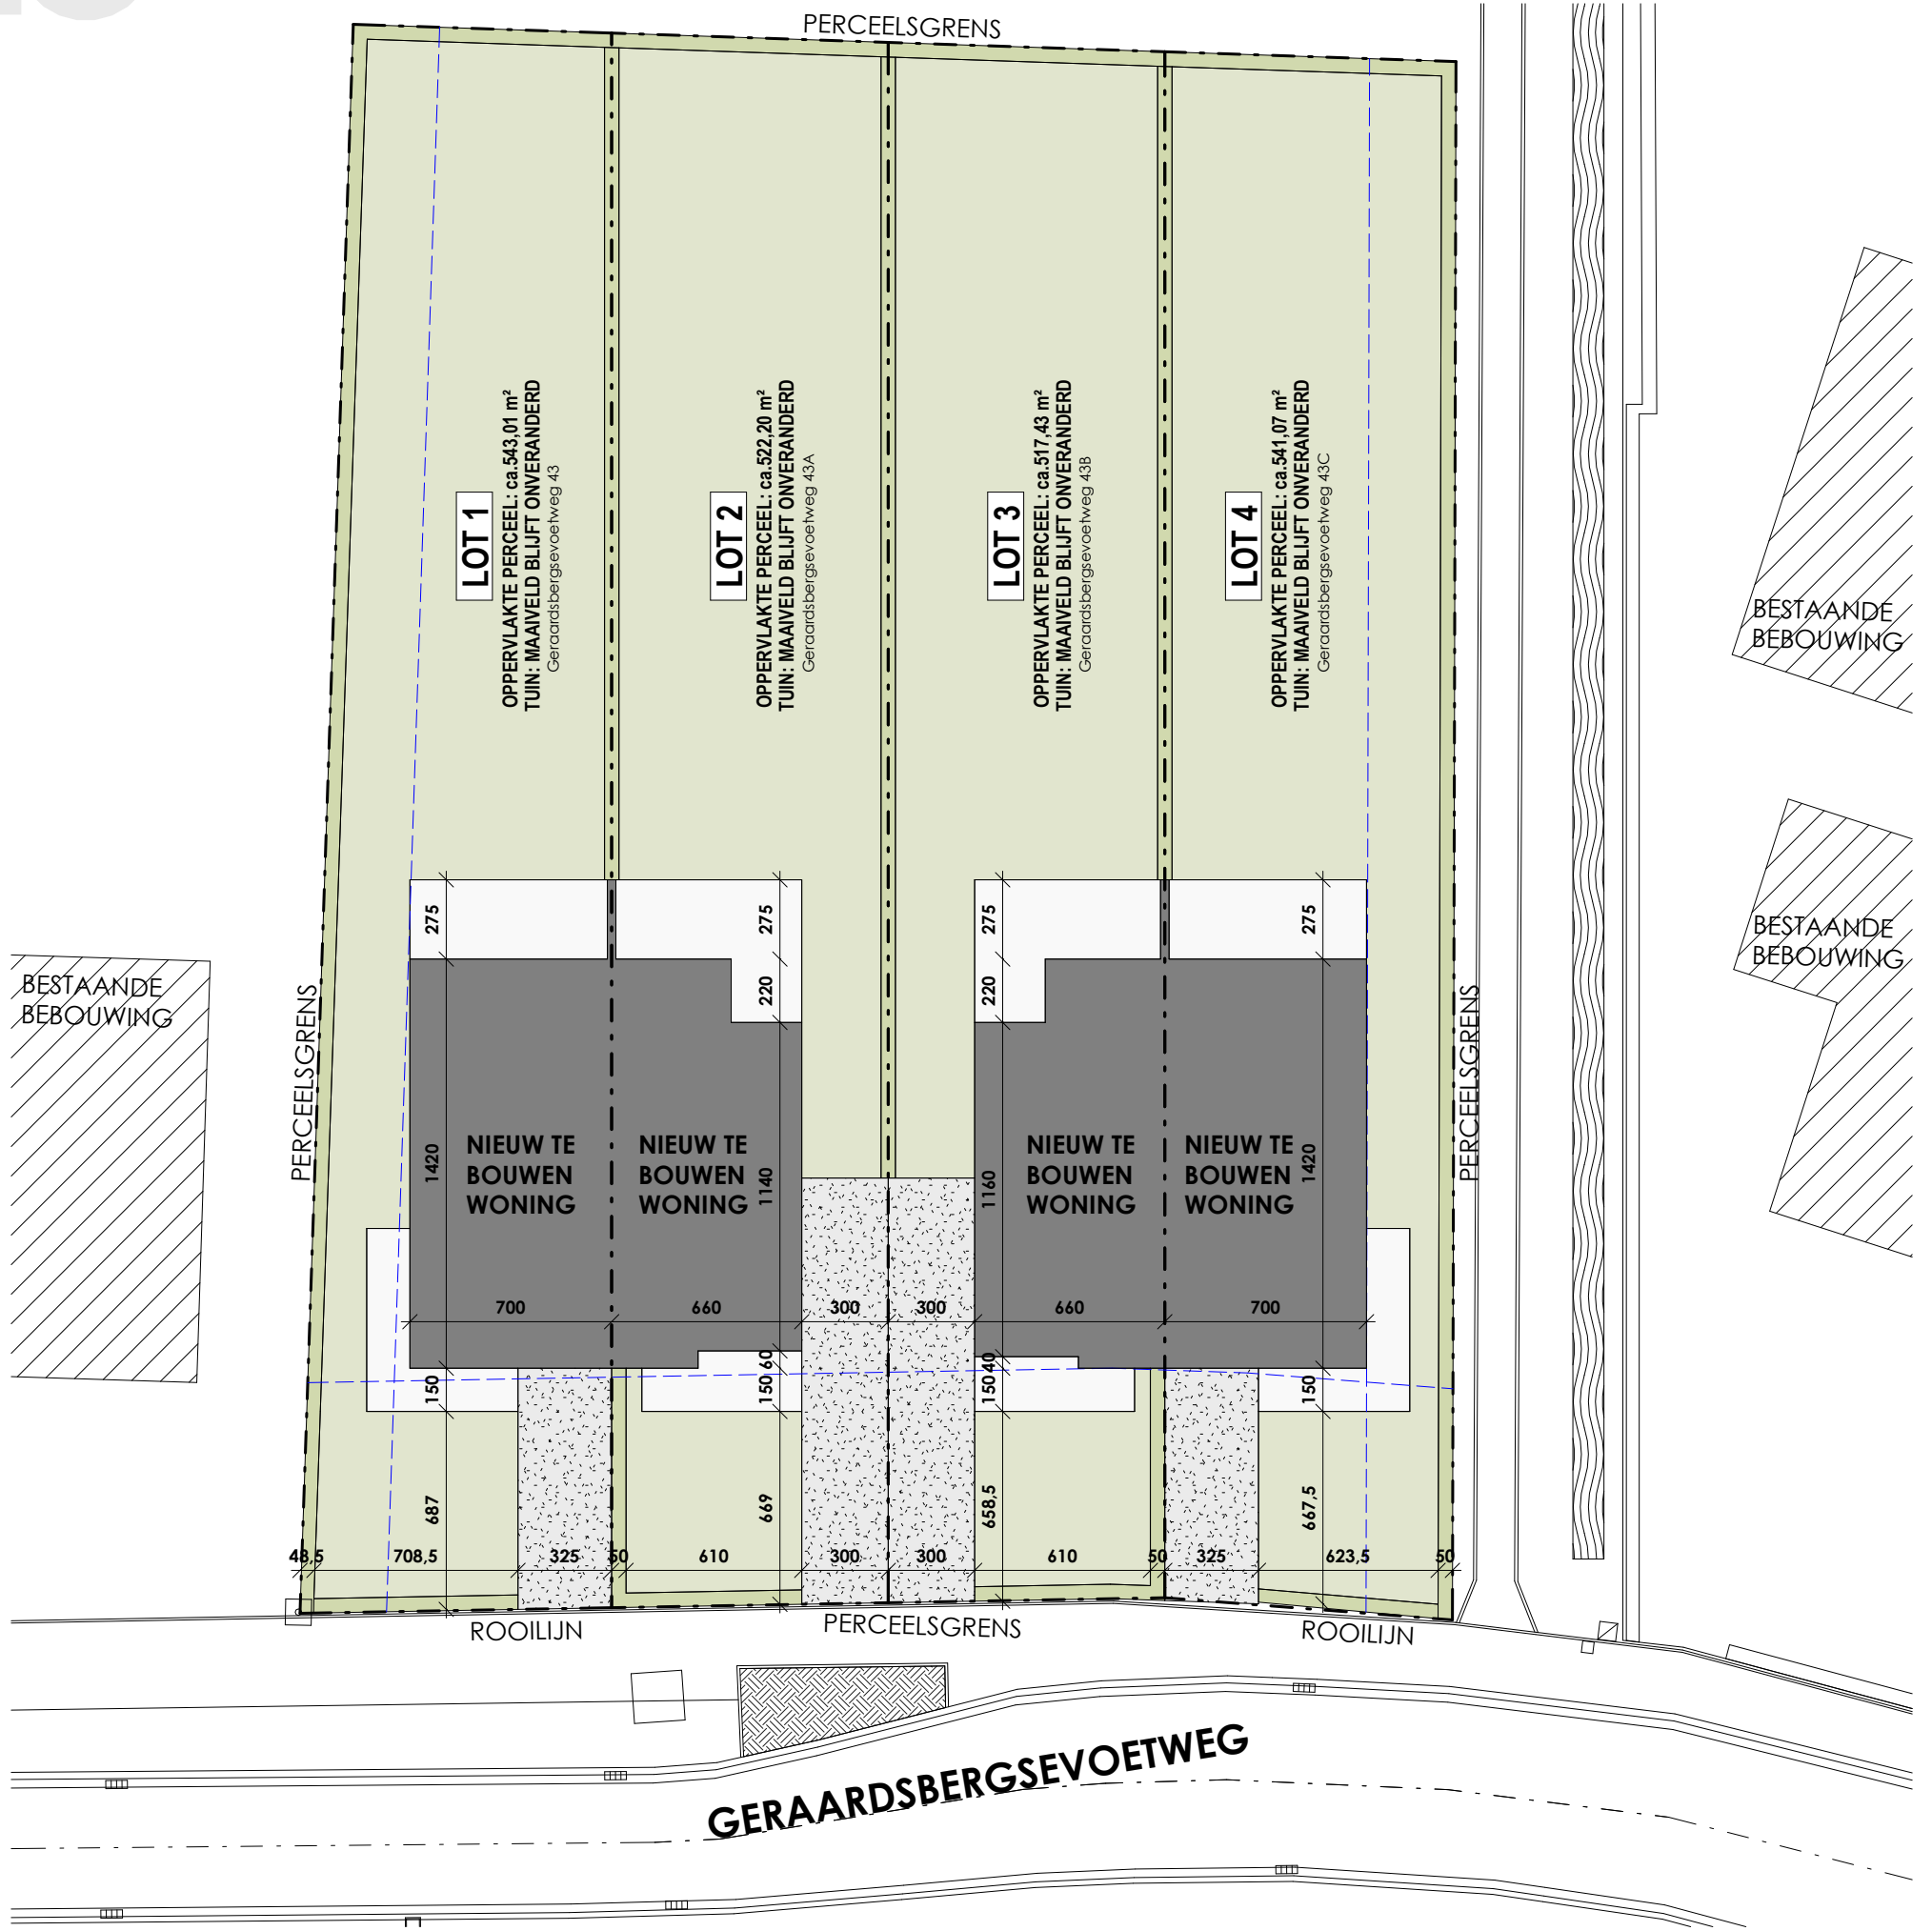 PERCEELSGRENS
LOT 1
OPPERVLAKTE PERCEEL: ca.543,01 m²
TUIN: MAAIVELD BLIJFT ONVERANDERD
Geraardsbergsevoetweg 43
LOT 2
OPPERVLAKTE PERCEEL: ca.522,20 m²
TUIN: MAAIVELD BLIJFT ONVERANDERD
Geraardsbergsevoetweg 43A
LOT 3
OPPERVLAKTE PERCEEL: ca.517,43 m²
TUIN: MAAIVELD BLIJFT ONVERANDERD
Geraardsbergsevoetweg 43B
LOT 4
OPPERVLAKTE PERCEEL: ca.541,07 m²
TUIN: MAAIVELD BLIJFT ONVERANDERD
Geraardsbergsevoetweg 43C
BESTAANDE
BEBOUWING
BESTAANDE
BEBOUWING
BESTAANDE
BEBOUWING
PERCEELSGRENS
PERCEELSGRENS
275
275
275
275
220
220
1420
NIEUW TE
BOUWEN
WONING
NIEUW TE
BOUWEN
WONING
1140
1160
NIEUW TE
BOUWEN
WONING
NIEUW TE
BOUWEN
WONING
1420
700
660
300
300
660
700
60
40
150
150
150
150
687
669
658,5
667,5
48,5
708,5
325
50
610
300
300
610
50
325
623,5
50
ROOILIJN
PERCEELSGRENS
ROOILIJN
GERAARDSBERGSEVOETWEG